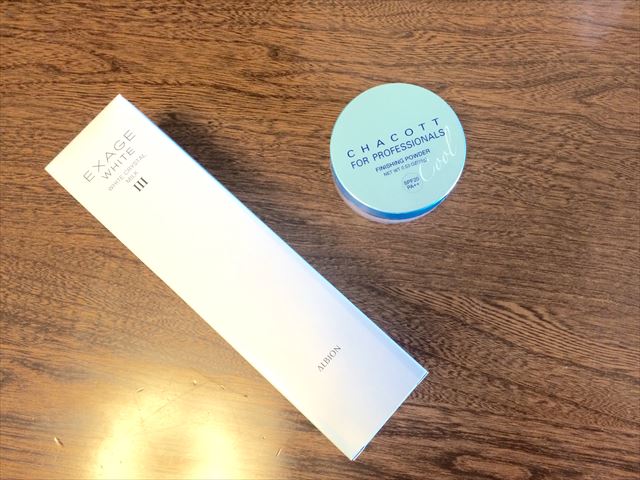 EXAGE
WHITE
WHITE CRYSTAL
MILK
III
ALBION
CHACOTT
FOR PROFESSIONALS
FINISHING POWDER
Cool
SPF20
PA++